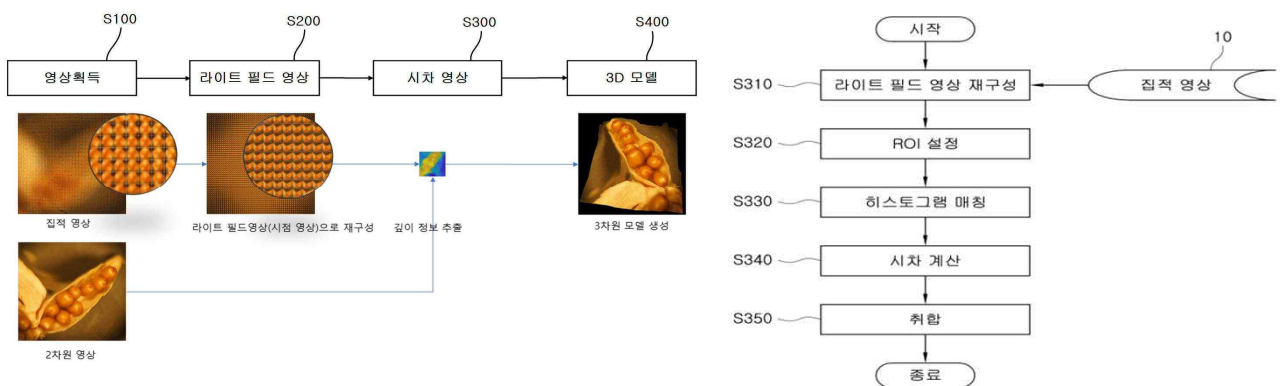 S100
S200
S300
S400
영상획득
라이트 필드 영상
시차 영상
3D 모델
집적 영상
라이트 필드영상(시점 영상)으로 재구성
깊이 정보 추출
3차원 모델 생성
2차원 영상
시작
10
S310
라이트 필드 영상 재구성
집적 영상
S320
ROI 설정
S330
히스토그램 매칭
S340
시차 계산
S350
취합
종료